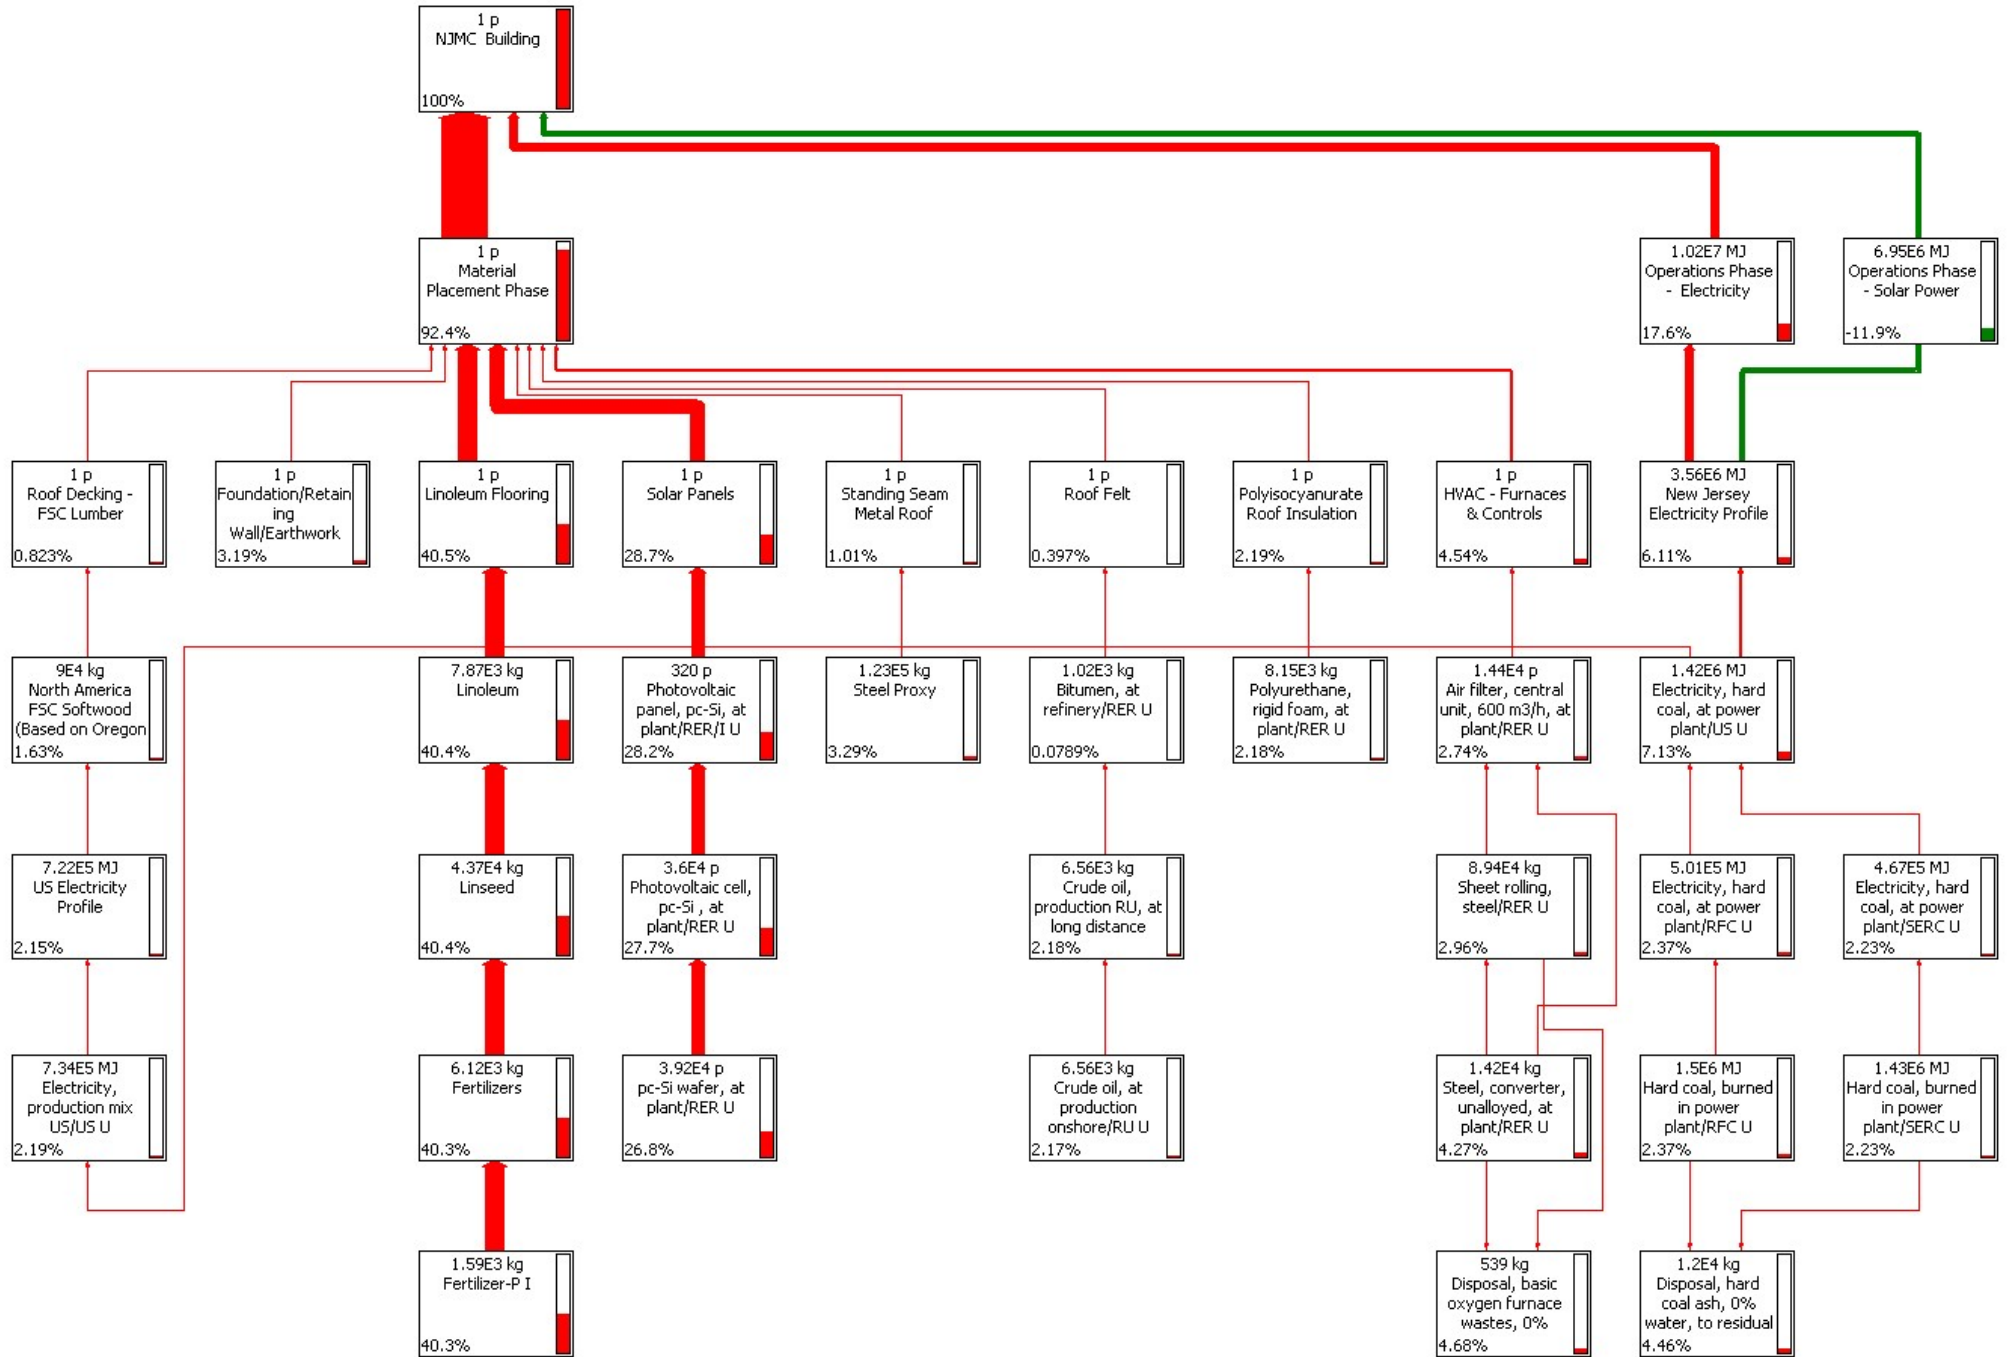 1 p
NJMC Building
100%
1 p
Material
Placement Phase
92.4%
1.02E7 MJ
Operations Phase
- Electricity
17.6%
6.95E6 MJ
Operations Phase
- Solar Power
-11.9%
1 p
Roof Decking -
FSC Lumber
0.823%
1 p
Foundation/Retain
ing
Wall/Earthwork
3.19%
1 p
Linoleum Flooring
40.5%
1 p
Solar Panels
28.7%
1 p
Standing Seam
Metal Roof
1.01%
1 p
Roof Felt
0.397%
1 p
Polyisocyanurate
Roof Insulation
2.19%
1 p
HVAC - Furnaces
& Controls
4.54%
3.56E6 MJ
New Jersey
Electricity Profile
6.11%
9E4 kg
North America
FSC Softwood
(Based on Oregon
1.63%
7.87E3 kg
Linoleum
40.4%
320 p
Photovoltaic
panel, pc-Si, at
plant/RER/I U
28.2%
1.23E5 kg
Steel Proxy
3.29%
1.02E3 kg
Bitumen, at
refinery/RER U
0.0789%
8.15E3 kg
Polyurethane,
rigid foam, at
plant/RER U
2.18%
1.44E4 p
Air filter, central
unit, 600 m3/h, at
plant/RER U
2.74%
1.42E6 MJ
Electricity, hard
coal, at power
plant/US U
7.13%
7.22E5 MJ
US Electricity
Profile
2.15%
4.37E4 kg
Linseed
40.4%
3.6E4 p
Photovoltaic cell,
pc-Si , at
plant/RER U
27.7%
6.56E3 kg
Crude oil,
production RU, at
long distance
2.18%
8.94E4 kg
Sheet rolling,
steel/RER U
2.96%
5.01E5 MJ
Electricity, hard
coal, at power
plant/RFC U
2.37%
4.67E5 MJ
Electricity, hard
coal, at power
plant/SERC U
2.23%
7.34E5 MJ
Electricity,
production mix
US/US U
2.19%
6.12E3 kg
Fertilizers
40.3%
3.92E4 p
pc-Si wafer, at
plant/RER U
26.8%
6.56E3 kg
Crude oil, at
production
onshore/RU U
2.17%
1.42E4 kg
Steel, converter,
unalloyed, at
plant/RER U
4.27%
1.5E6 MJ
Hard coal, burned
in power
plant/RFC U
2.37%
1.43E6 MJ
Hard coal, burned
in power
plant/SERC U
2.23%
1.59E3 kg
Fertilizer-P I
40.3%
539 kg
Disposal, basic
oxygen furnace
wastes, 0%
4.68%
1.2E4 kg
Disposal, hard
coal ash, 0%
water, to residual
4.46%